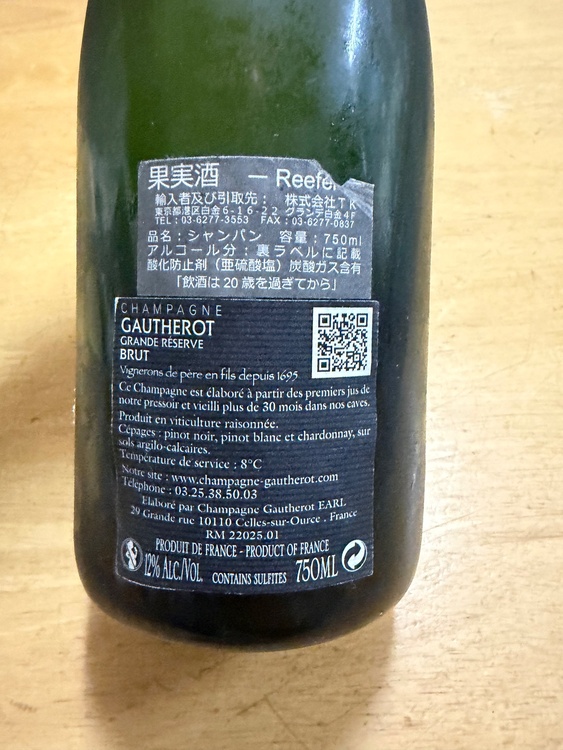 果実酒 － Reefer
輸入者及び引取先： 株式会社ＴＫ
東京都港区白金6-16-22 グランデ白金4F
TEL：03-6277-3553 FAX：03-6277-0837
品名：シャンパン 容量：750ml
アルコール分：裏ラベルに記載
酸化防止剤（亜硫酸塩）炭酸ガス含有
「飲酒は20歳を過ぎてから」
CHAMPAGNE
GAUTHEROT
GRANDE RÉSERVE
BRUT
Vignerons de père en fils depuis 1695
Ce Champagne est élaboré à partir des premiers jus de
notre pressoir et vieilli plus de 30 mois dans nos caves.
Produit en viticulture raisonnée.
Cépages : pinot noir, pinot blanc et chardonnay, sur
sols argilo-calcaires.
Température de service : 8°C
Notre site : www.champagne-gautherot.com
Téléphone : 03.25.38.50.03
Elaboré par Champagne Gautherot EARL
29 Grande rue 10110 Celles-sur-Ource . France
RM 22025.01
PRODUIT DE FRANCE - PRODUCT OF FRANCE
12% ALC./VOL. CONTAINS SULFITES 750ML